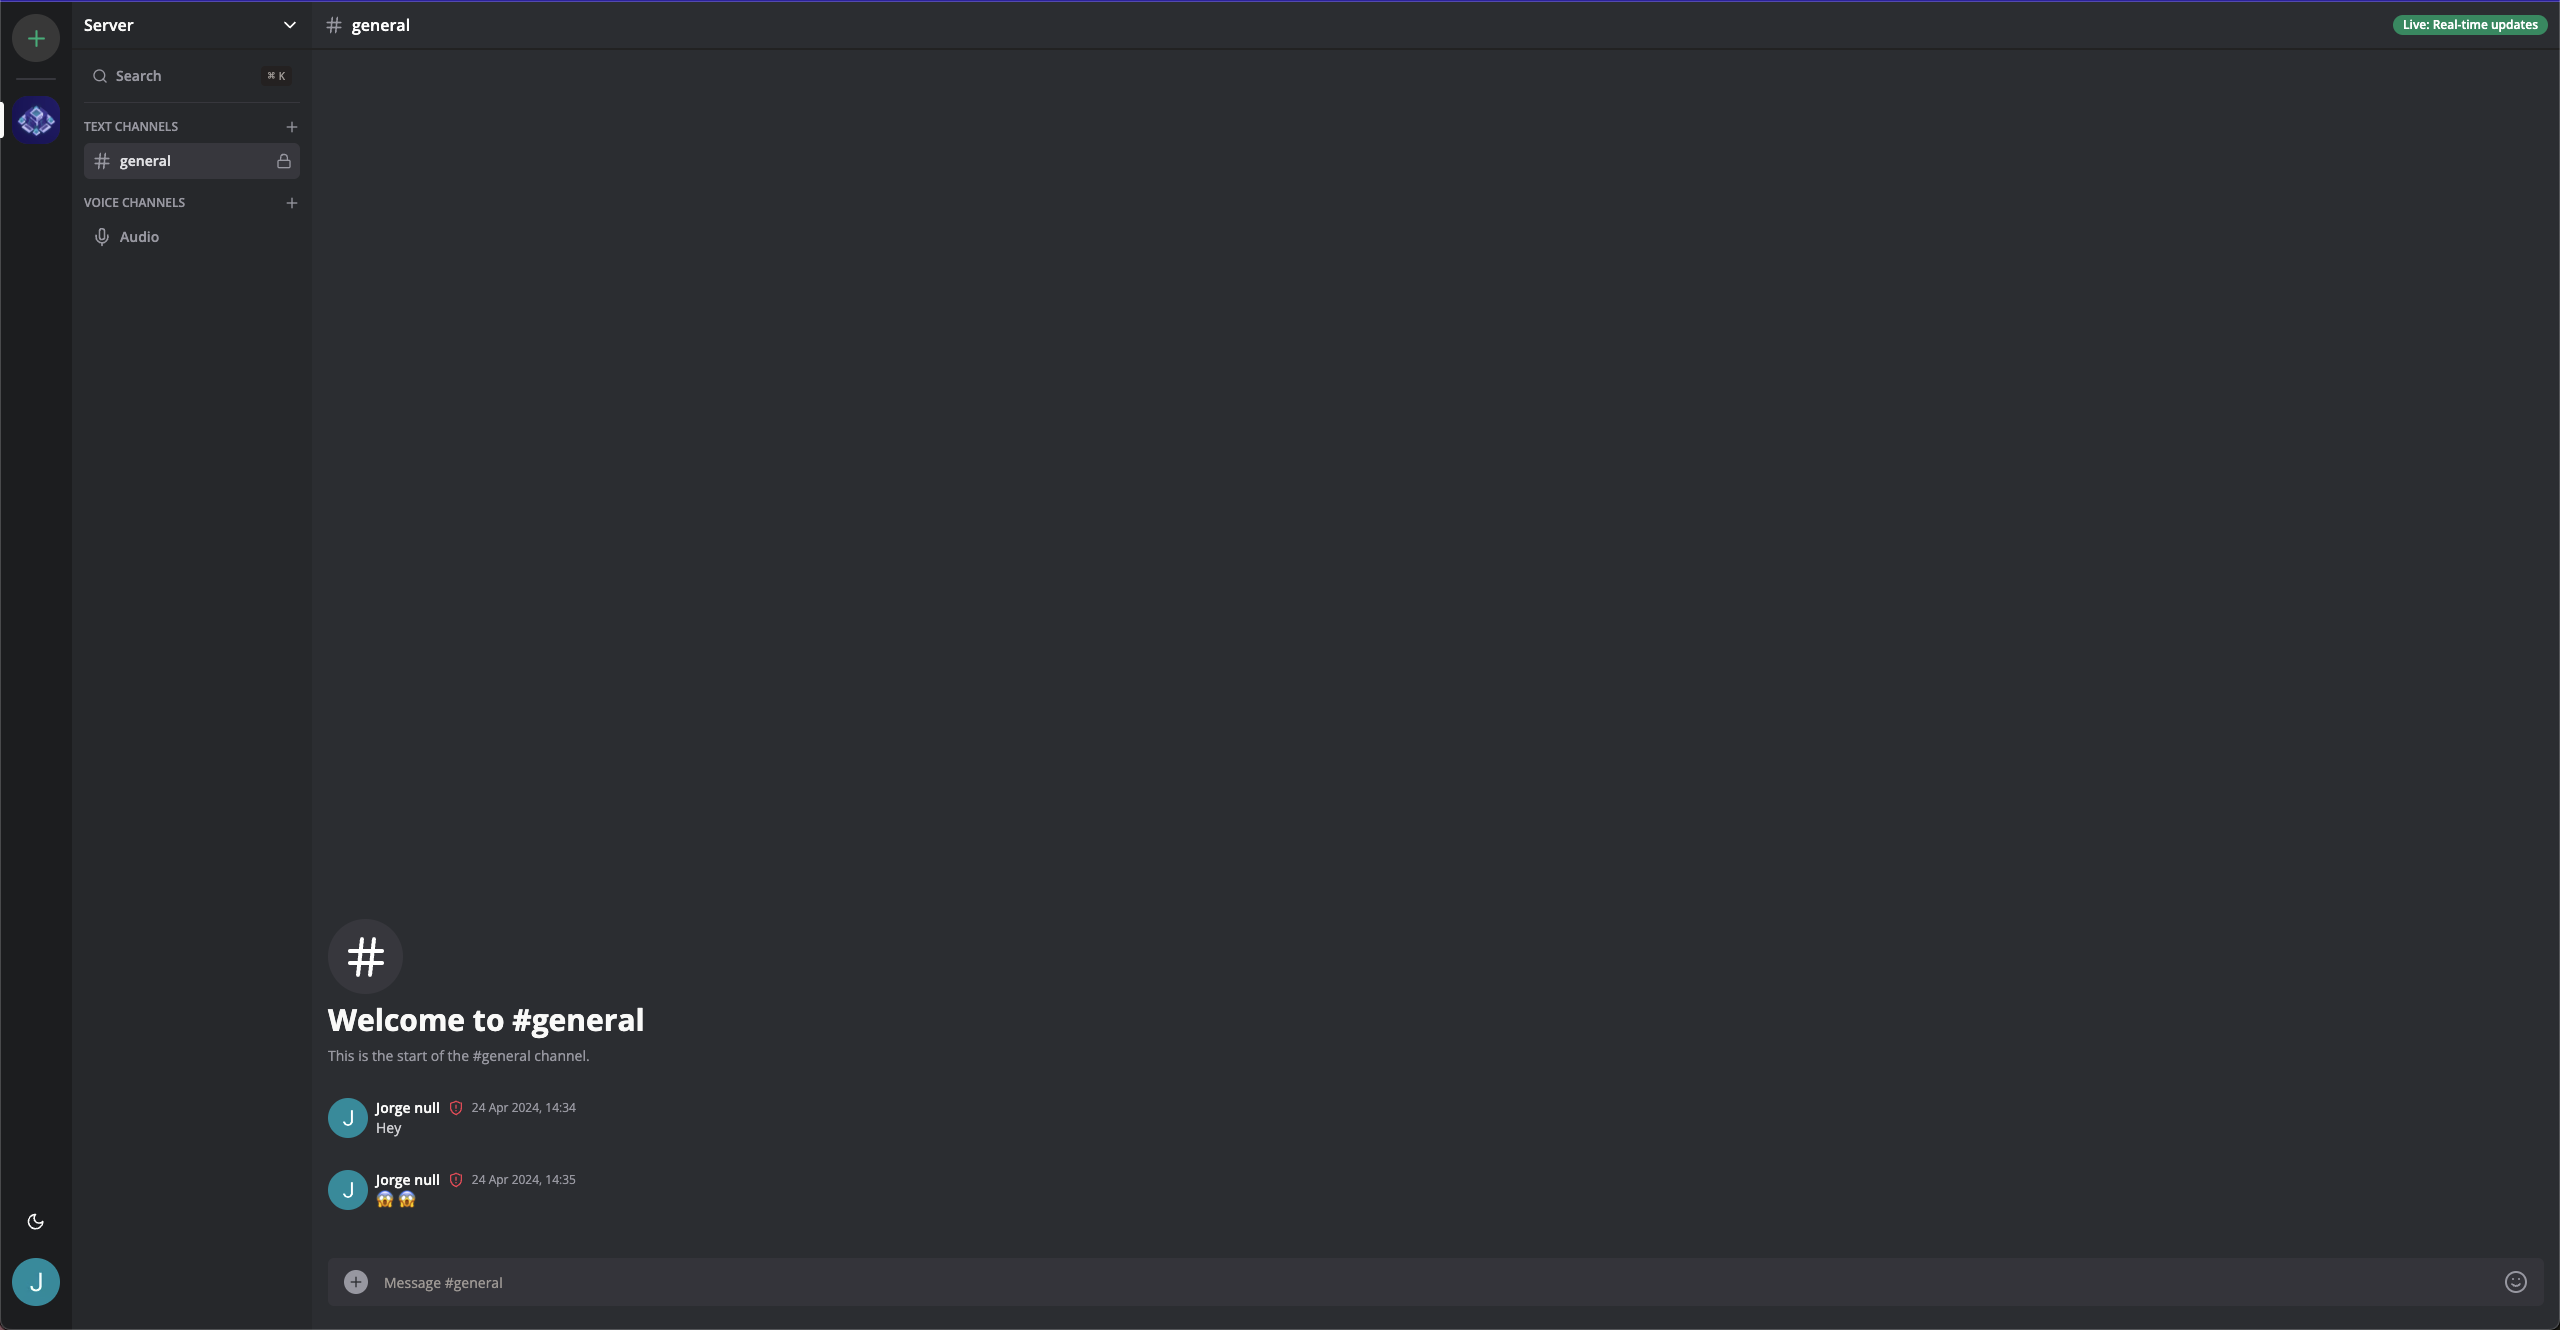 Server
# general
Live: Real-time updates
Search
⌘ K
TEXT CHANNELS
# general
VOICE CHANNELS
Audio
#
Welcome to #general
This is the start of the #general channel.
J
Jorge null 24 Apr 2024, 14:34
Hey
J
Jorge null 24 Apr 2024, 14:35
😱 😱
J
Message #general